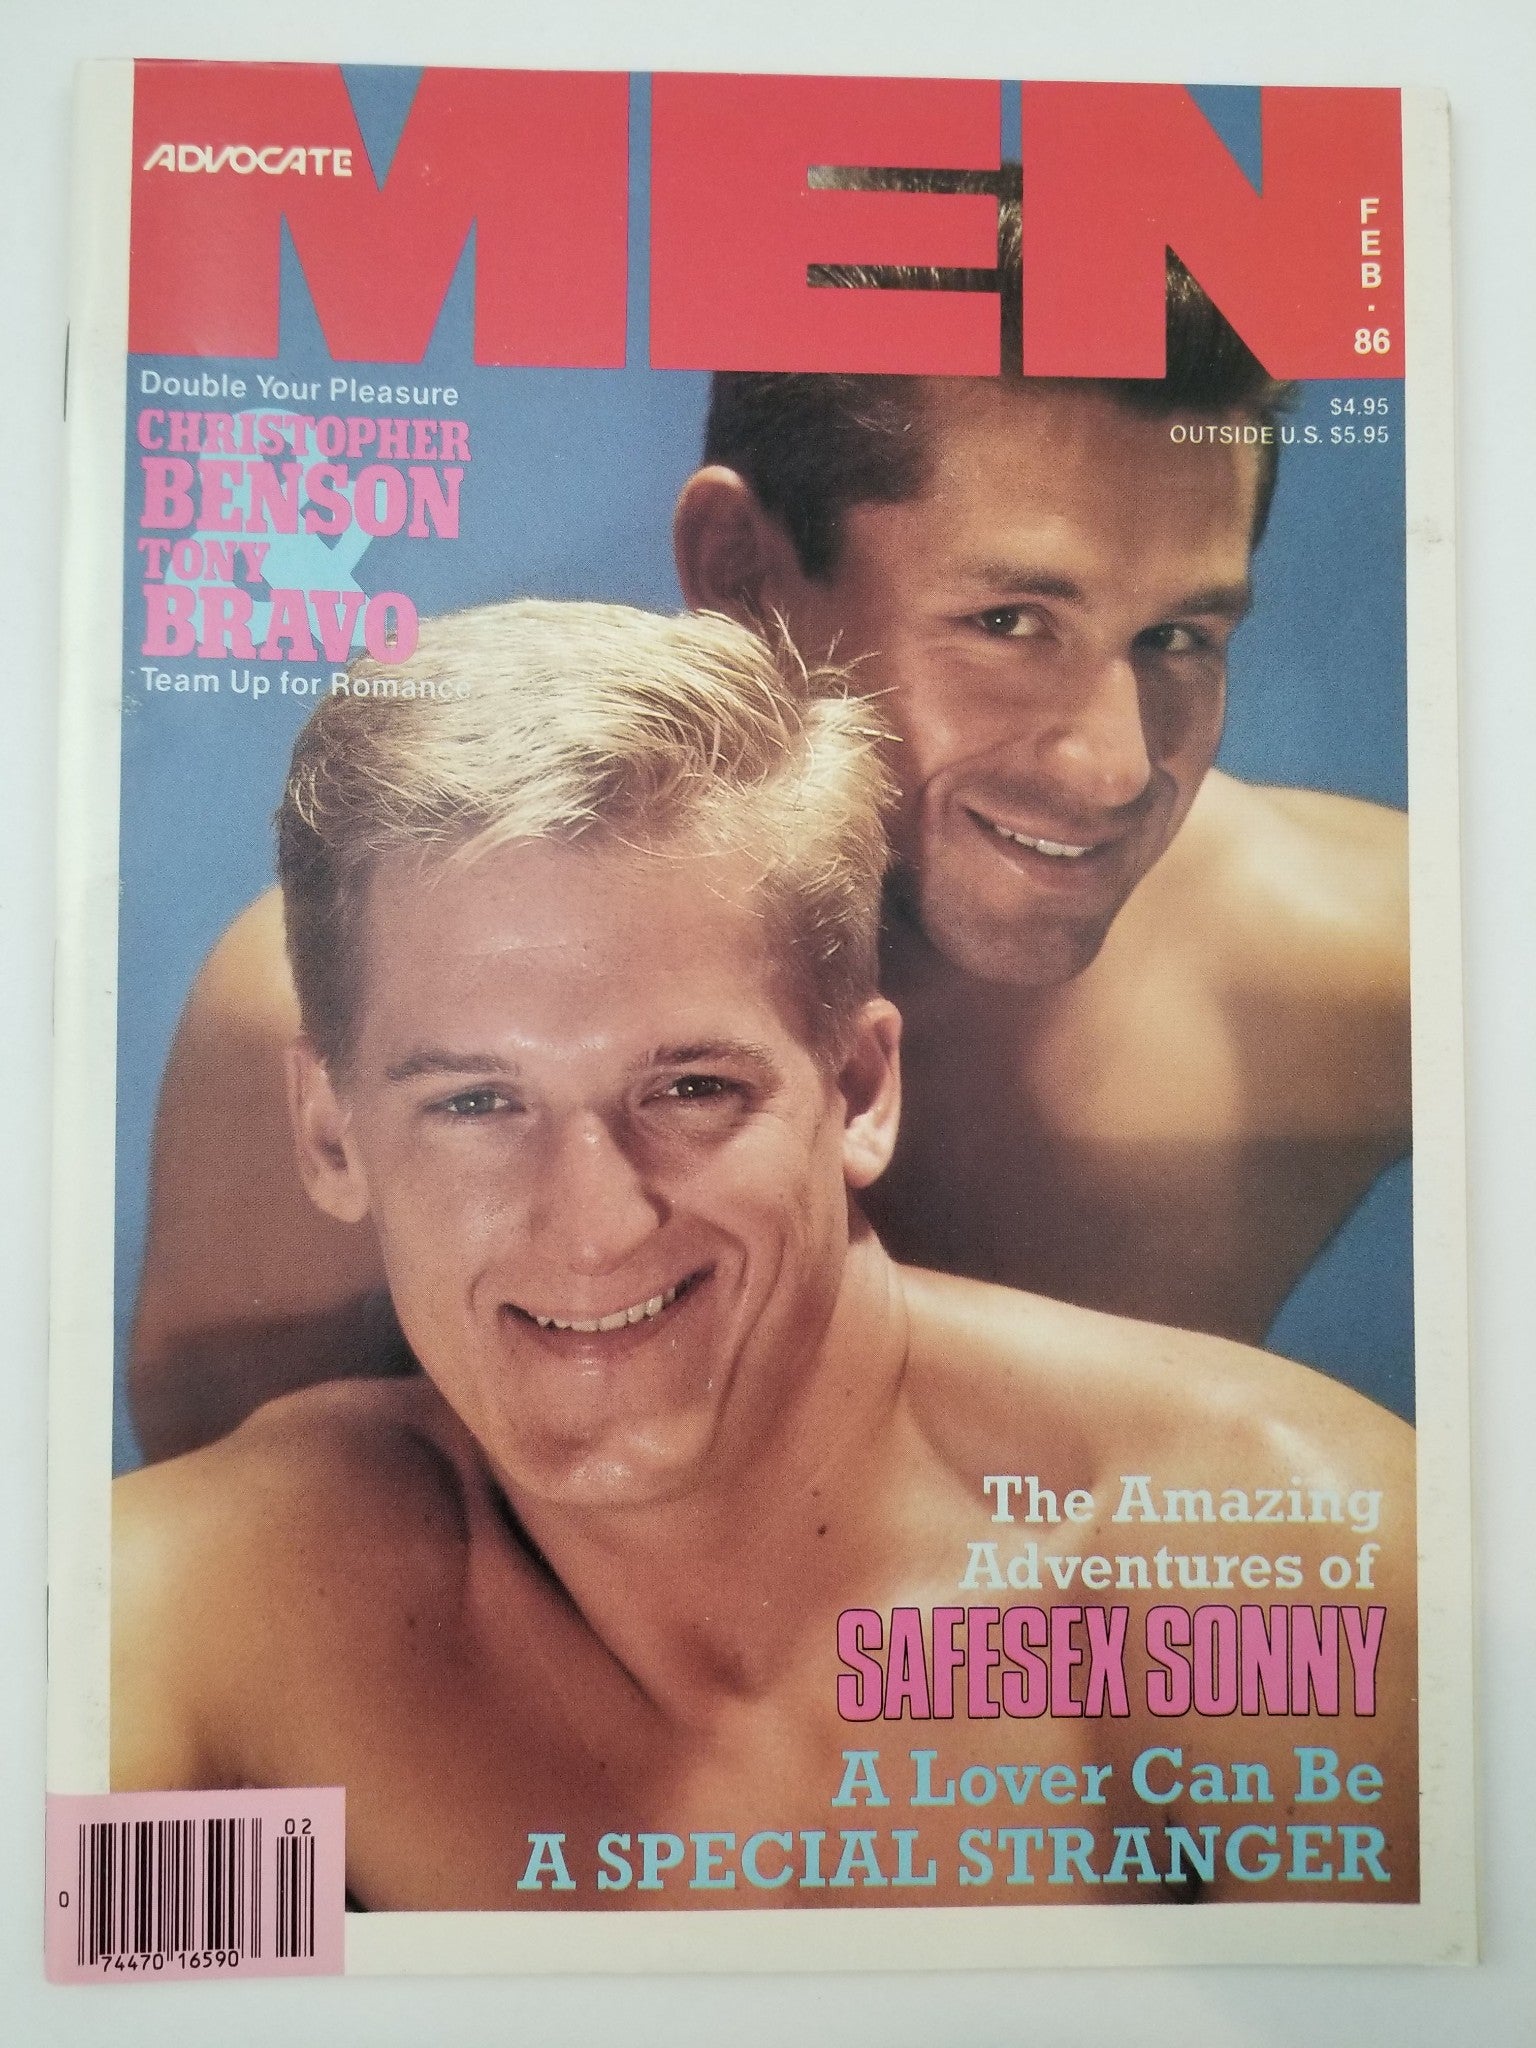 ADVOCATE
MEN
FEB. 86
$4.95
OUTSIDE U.S. $5.95
Double Your Pleasure
CHRISTOPHER
BENSON
&
TONY
BRAVO
Team Up for Romance
The Amazing
Adventures of
SAFESEX SONNY
A Lover Can Be
A SPECIAL STRANGER
02
0 74470 16590